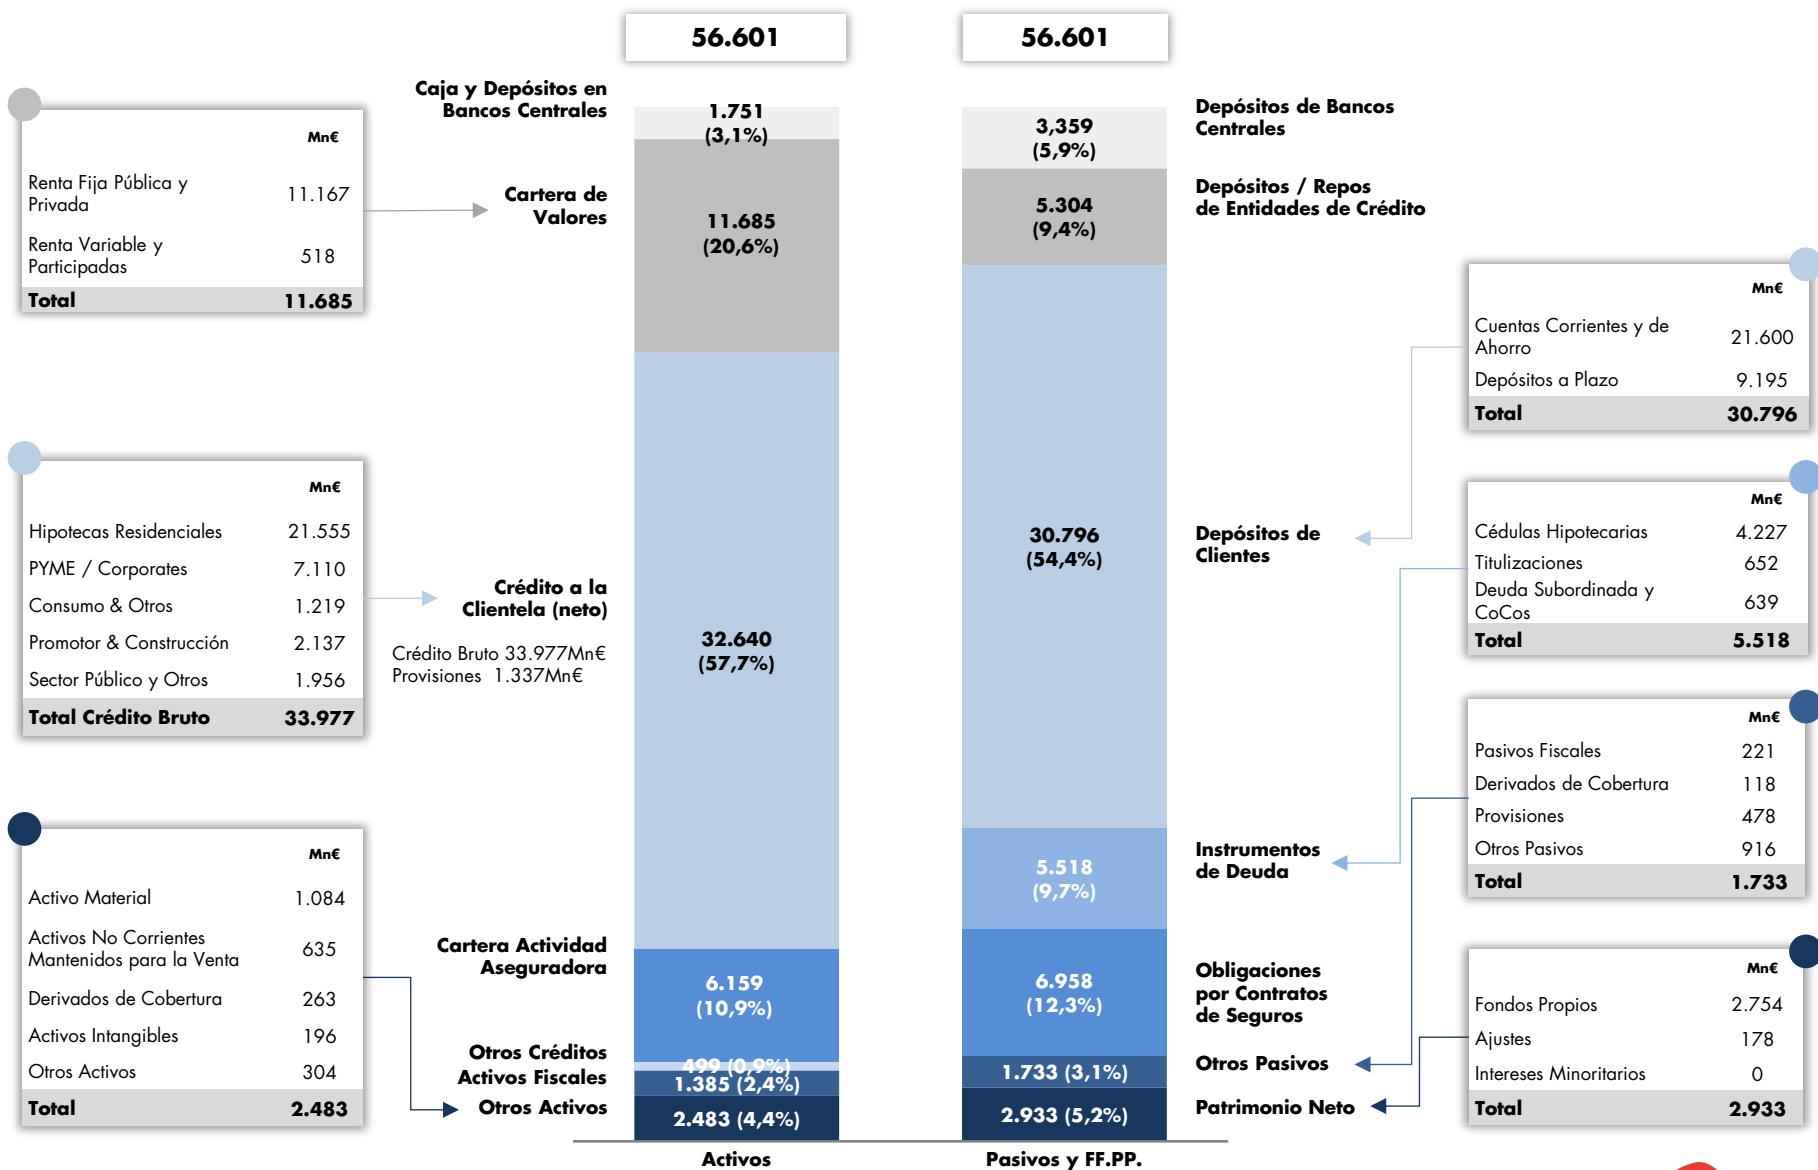 56.601
56.601
Caja y Depósitos en
Bancos Centrales
1.751
(3,1%)
3,359
(5,9%)
Depósitos de Bancos
Centrales
Mn€
Renta Fija Pública y
Privada
11.167
Renta Variable y
Participadas
518
Total 11.685
Cartera de
Valores
11.685
(20,6%)
5.304
(9,4%)
Depósitos / Repos
de Entidades de Crédito
Mn€
Cuentas Corrientes y de
Ahorro
21.600
Depósitos a Plazo 9.195
Total 30.796
Mn€
Hipotecas Residenciales 21.555
PYME / Corporates 7.110
Consumo & Otros 1.219
Promotor & Construcción 2.137
Sector Público y Otros 1.956
Total Crédito Bruto 33.977
Crédito a la
Clientela (neto)
Crédito Bruto 33.977Mn€
Provisiones 1.337Mn€
32.640
(57,7%)
30.796
(54,4%)
Depósitos de
Clientes
Mn€
Cédulas Hipotecarias 4.227
Titulizaciones 652
Deuda Subordinada y
CoCos
639
Total 5.518
5.518
(9,7%)
Instrumentos
de Deuda
Mn€
Pasivos Fiscales 221
Derivados de Cobertura 118
Provisiones 478
Otros Pasivos 916
Total 1.733
Mn€
Activo Material 1.084
Activos No Corrientes
Mantenidos para la Venta
635
Derivados de Cobertura 263
Activos Intangibles 196
Otros Activos 304
Total 2.483
Cartera Actividad
Aseguradora
6.159
(10,9%)
6.958
(12,3%)
Obligaciones
por Contratos
de Seguros
Mn€
Fondos Propios 2.754
Ajustes 178
Intereses Minoritarios 0
Total 2.933
Otros Créditos 499 (0,9%)
Activos Fiscales 1.385 (2,4%)
Otros Activos 2.483 (4,4%)
1.733 (3,1%) Otros Pasivos
2.933 (5,2%) Patrimonio Neto
Activos
Pasivos y FF.PP.